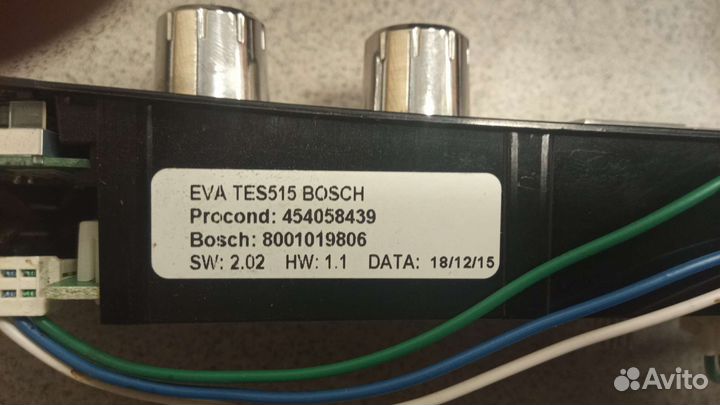 EVA TES515 BOSCH
Procond: 454058439
Bosch: 8001019806
SW: 2.02 HW: 1.1 DATA: 18/12/15
Avito